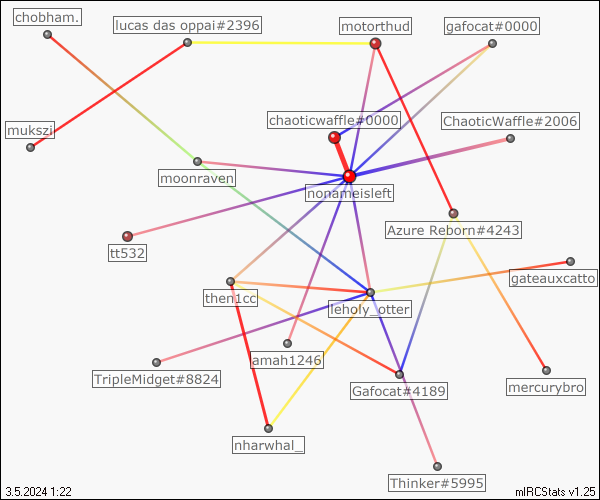 chobham.
lucas das oppai#2396
motorthud
gafocat#0000
chaoticwaffle#0000
ChaoticWaffle#2006
mukszi
moonraven
nonameisleft
Azure Reborn#4243
tt532
gateauxcatto
then1cc
leholy_otter
amah1246
TripleMidget#8824
Gafocat#4189
mercurybro
nharwhal_
Thinker#5995
3.5.2024 1:22
mIRCStats v1.25